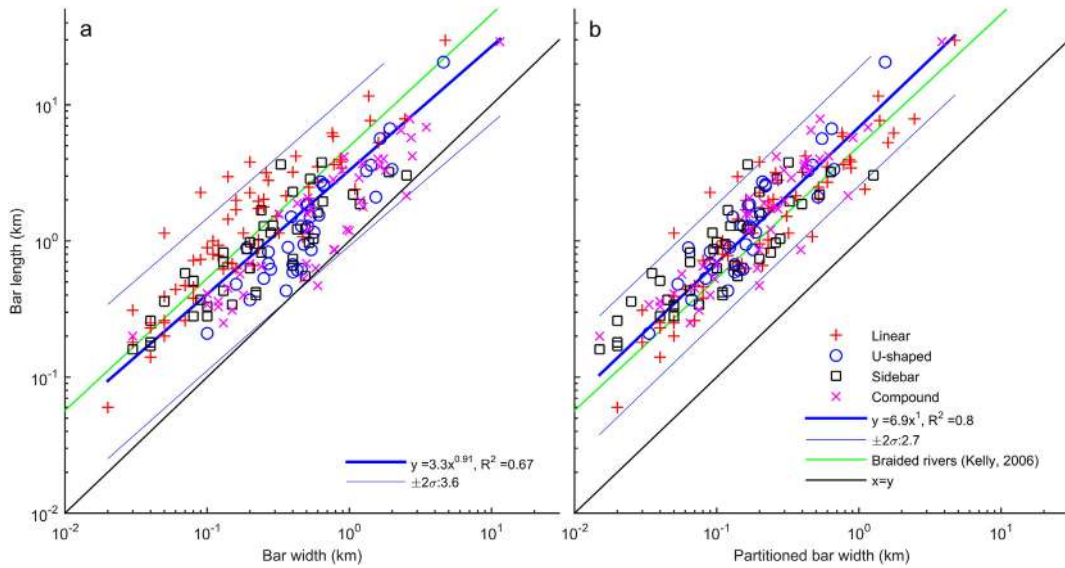 a
b
Bar length (km)
10^1
10^0
10^-1
10^-2
y =3.3x^0.91, R^2 = 0.67
±2σ:3.6
10^-2
10^-1
10^0
10^1
Bar width (km)
Linear
U-shaped
Sidebar
Compound
y =6.9x^1, R^2 = 0.8
±2σ:2.7
Braided rivers (Kelly, 2006)
x=y
10^-2
10^-1
10^0
10^1
Partitioned bar width (km)